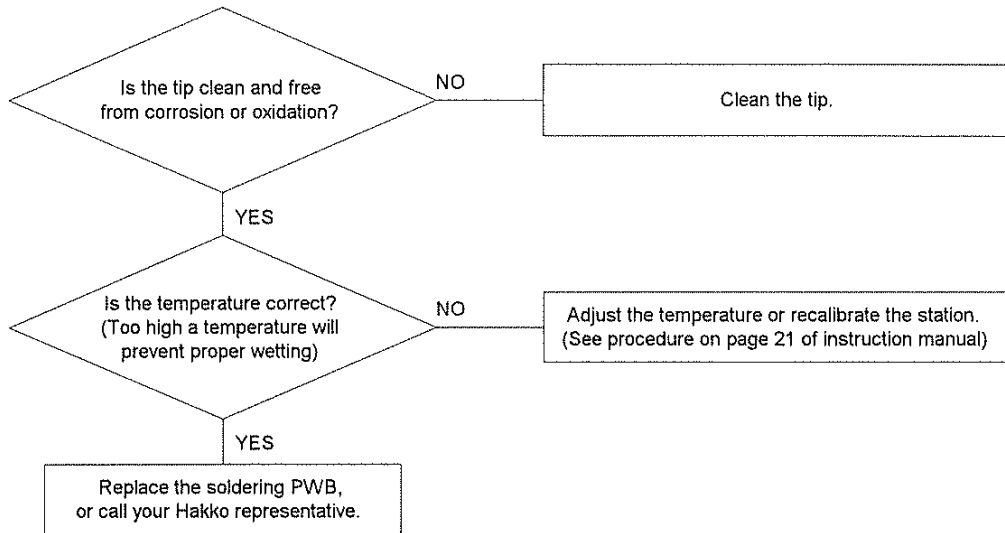 Is the tip clean and free
from corrosion or oxidation?
NO
Clean the tip.
YES
Is the temperature correct?
(Too high a temperature will
prevent proper wetting)
NO
Adjust the temperature or recalibrate the station.
(See procedure on page 21 of instruction manual)
YES
Replace the soldering PWB,
or call your Hakko representative.